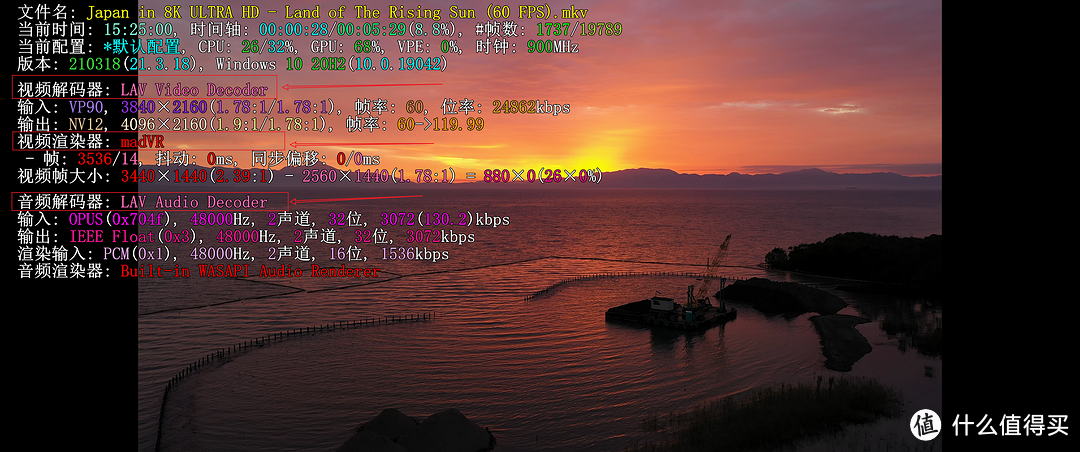 文件名: Japan in 8K ULTRA HD - Land of The Rising Sun (60 FPS).mkv
当前时间: 15:25:00, 时间轴: 00:00:28/00:05:29(8.8%), #帧数: 1737/19789
当前配置: *默认配置, CPU: 26/32%, GPU: 68%, VPE: 0%, 时钟: 900MHz
版本: 210318(21.3.18), Windows 10 20H2(10.0.19042)
视频解码器: LAV Video Decoder
输入: VP90, 3840×2160(1.78:1/1.78:1), 帧率: 60, 位率: 24862kbps
输出: NV12, 4096×2160(1.9:1/1.78:1), 帧率: 60->119.99
视频渲染器: madVR
- 帧: 3536/14, 抖动: 0ms, 同步偏移: 0/0ms
视频帧大小: 3440×1440(2.39:1) - 2560×1440(1.78:1) = 880×0(26×0%)
音频解码器: LAV Audio Decoder
输入: OPUS(0x704f), 48000Hz, 2声道, 32位, 3072(130.2)kbps
输出: IEEE Float(0x3), 48000Hz, 2声道, 32位, 3072kbps
渲染输入: PCM(0x1), 48000Hz, 2声道, 16位, 1536kbps
音频渲染器: Built-in WASAPI Audio Renderer
值 什么值得买